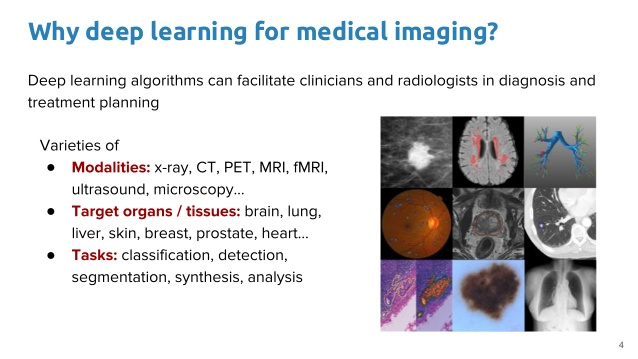 Why deep learning for medical imaging?
Deep learning algorithms can facilitate clinicians and radiologists in diagnosis and
treatment planning
Varieties of
● Modalities: x-ray, CT, PET, MRI, fMRI,
ultrasound, microscopy...
● Target organs / tissues: brain, lung,
liver, skin, breast, prostate, heart...
● Tasks: classification, detection,
segmentation, synthesis, analysis
4